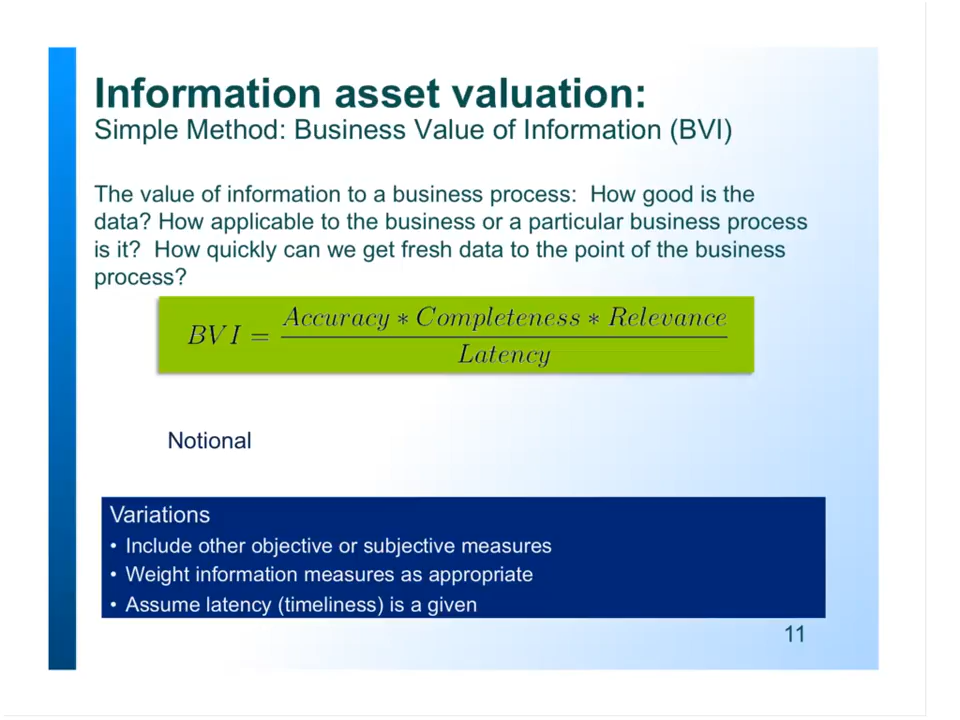 Information asset valuation:
Simple Method: Business Value of Information (BVI)
The value of information to a business process:  How good is the
data? How applicable to the business or a particular business process
is it?  How quickly can we get fresh data to the point of the business
process?
BVI = Accuracy * Completeness * Relevance / Latency
Notional
Variations
• Include other objective or subjective measures
• Weight information measures as appropriate
• Assume latency (timeliness) is a given
11